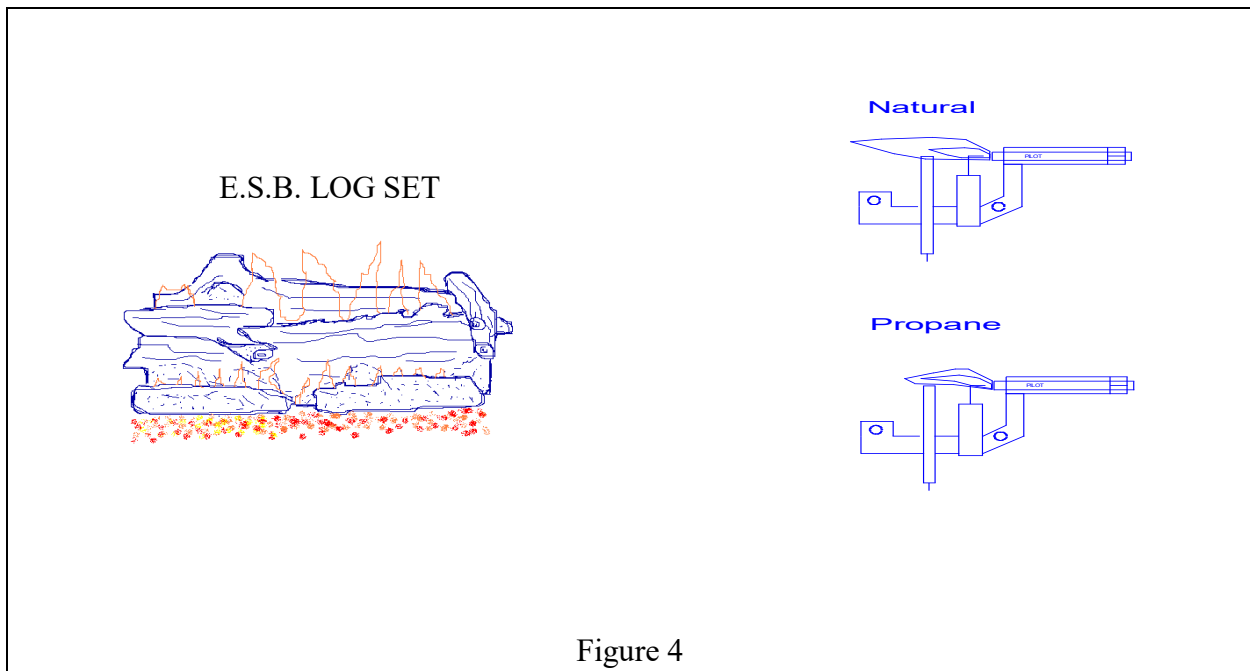 Natural
PILOT
E.S.B. LOG SET
Propane
PILOT
Figure 4